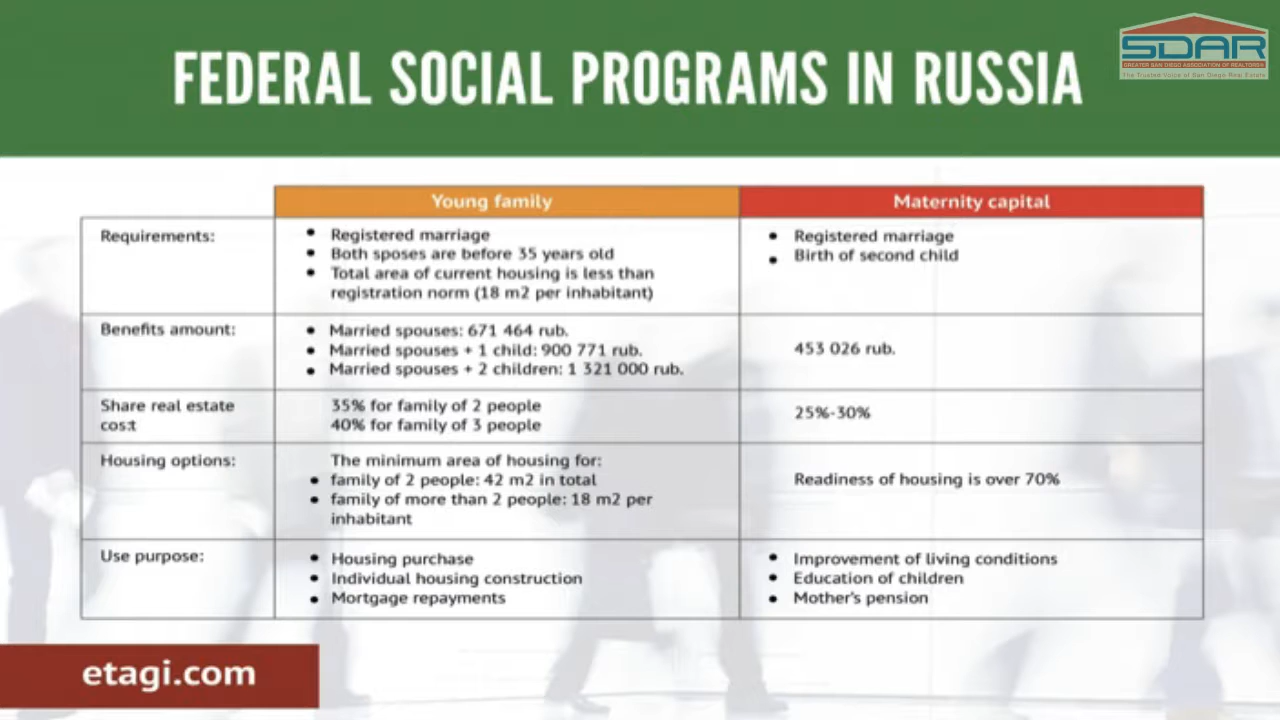 FEDERAL SOCIAL PROGRAMS IN RUSSIA
SDAR
GREATER SAN DIEGO ASSOCIATION OF REALTORS
The Trusted Voice of San Diego Real Estate
Young family
Maternity capital
Requirements:
• Registered marriage
• Both sposes are before 35 years old
• Total area of current housing is less than
registration norm (18 m2 per inhabitant)
• Registered marriage
• Birth of second child
Benefits amount:
• Married spouses: 671 464 rub.
• Married spouses + 1 child: 900 771 rub.
• Married spouses + 2 children: 1 321 000 rub.
453 026 rub.
Share real estate
cos:t
35% for family of 2 people
40% for family of 3 people
25%-30%
Housing options:
The minimum area of housing for:
• family of 2 people: 42 m2 in total
• family of more than 2 people: 18 m2 per
inhabitant
Readiness of housing is over 70%
Use purpose:
• Housing purchase
• Individual housing construction
• Mortgage repayments
• Improvement of living conditions
• Education of children
• Mother's pension
etagi.com